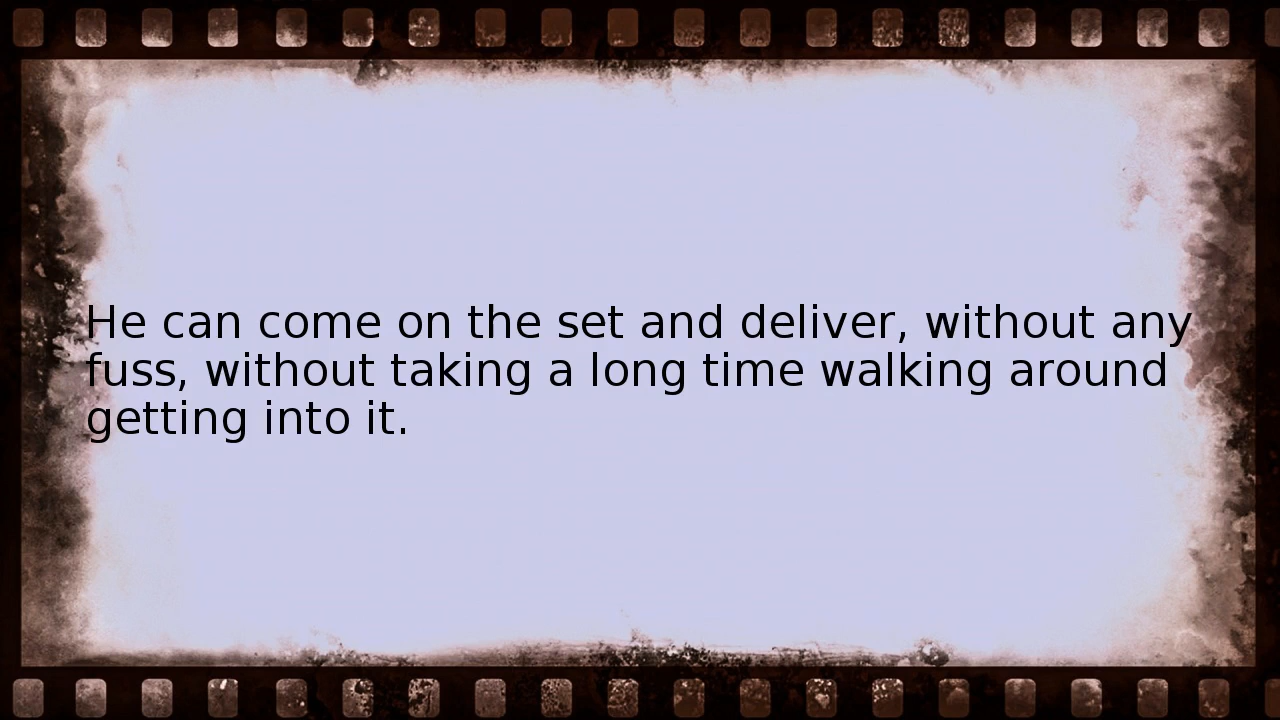 He can come on the set and deliver, without any
fuss, without taking a long time walking around
getting into it.